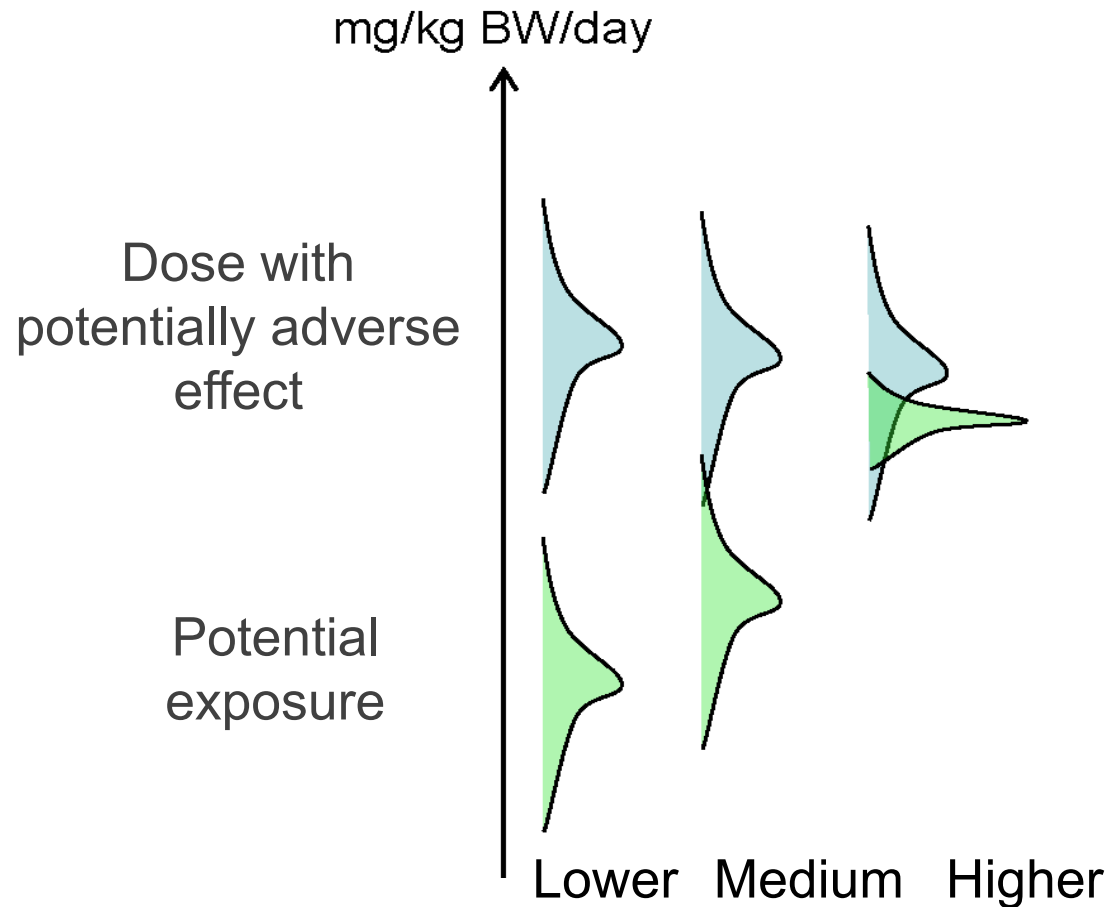 mg/kg BW/day
Dose with
potentially adverse
effect
Potential
exposure
Lower Medium Higher